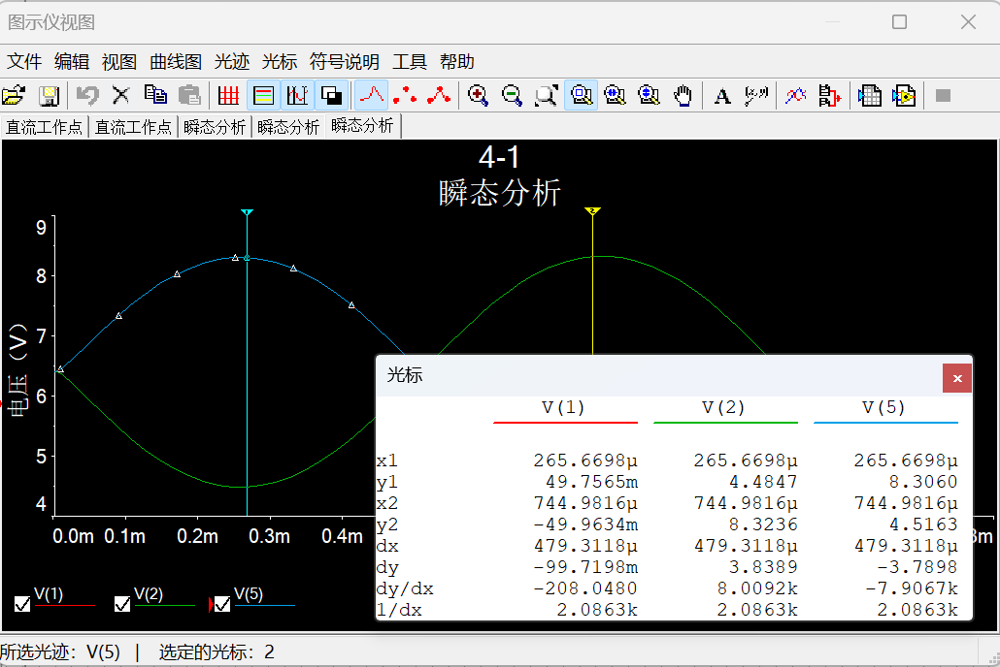 图示仪视图
文件 编辑 视图 曲线图 光迹 光标 符号说明 工具 帮助
直流工作点 直流工作点 瞬态分析 瞬态分析 瞬态分析
4-1
瞬态分析
电压 (V)
9
8
7
6
5
4
0.0m 0.1m 0.2m 0.3m 0.4m
1
2
光标
V(1) V(2) V(5)
x1 265.6698µ 265.6698µ 265.6698µ
y1 49.7565m 4.4847 8.3060
x2 744.9816µ 744.9816µ 744.9816µ
y2 -49.9634m 8.3236 4.5163
dx 479.3118µ 479.3118µ 479.3118µ
dy -99.7198m 3.8389 -3.7898
dy/dx -208.0480 8.0092k -7.9067k
1/dx 2.0863k 2.0863k 2.0863k
V(1) V(2) V(5)
所选光迹: V(5) | 选定的光标: 2